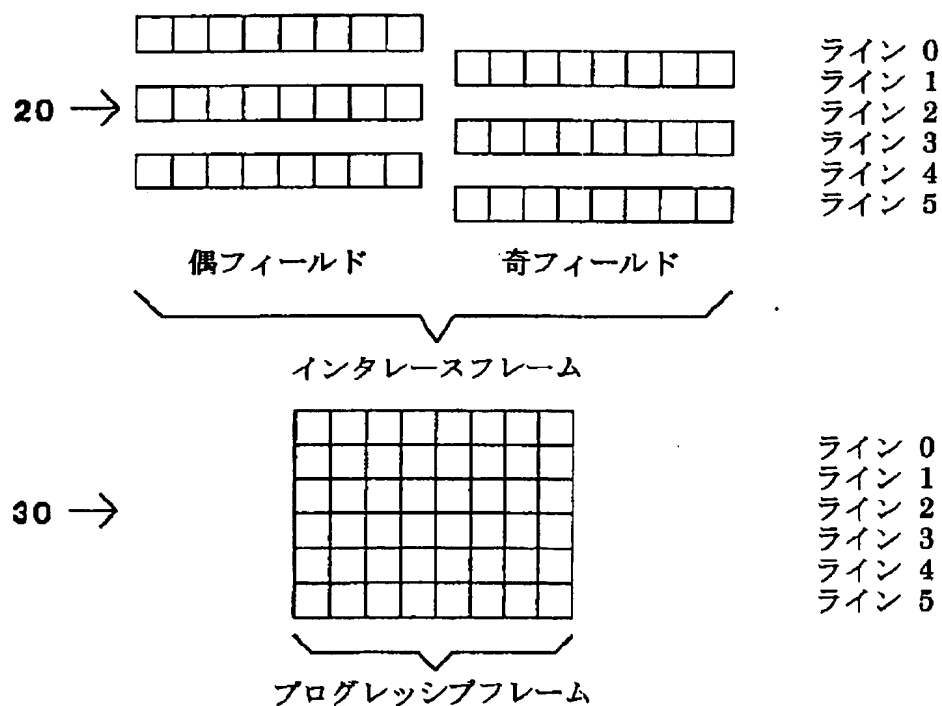 ライン 0
ライン 1
20
ライン 2
ライン 3
ライン 4
ライン 5
偶フィールド
奇フィールド
インタレースフレーム
ライン 0
ライン 1
30
ライン 2
ライン 3
ライン 4
ライン 5
プログレッシブフレーム